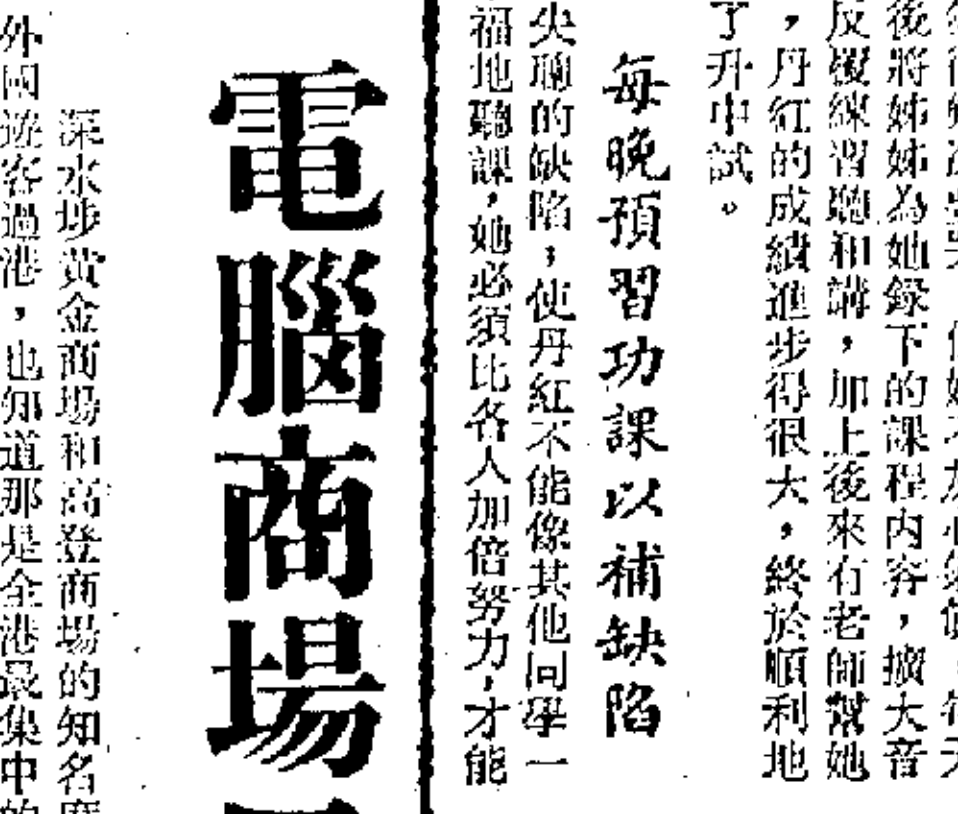 後將姊姊為她錄下的課程內容，擴大音
反複練習聽和講，加上後來有老師幫她
，丹紅的成績進步得很大，終於順利地
了升中試。
每晚預習功課以補缺陷
失聰的缺陷，使丹紅不能像其他同學一
福地聽課，她必須比各人加倍努力，才能
電腦商場
深水埗黃金商場和高登商場的知名
外國遊客過港，也知道那是全港最集中的